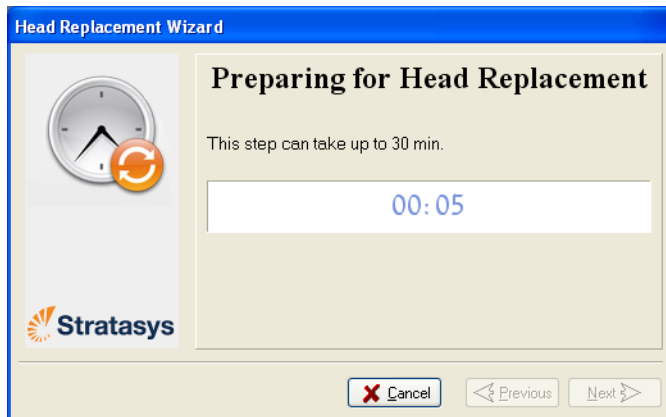 Head Replacement Wizard
Preparing for Head Replacement
This step can take up to 30 min.
00:05
Stratasys
Cancel
Previous
Next